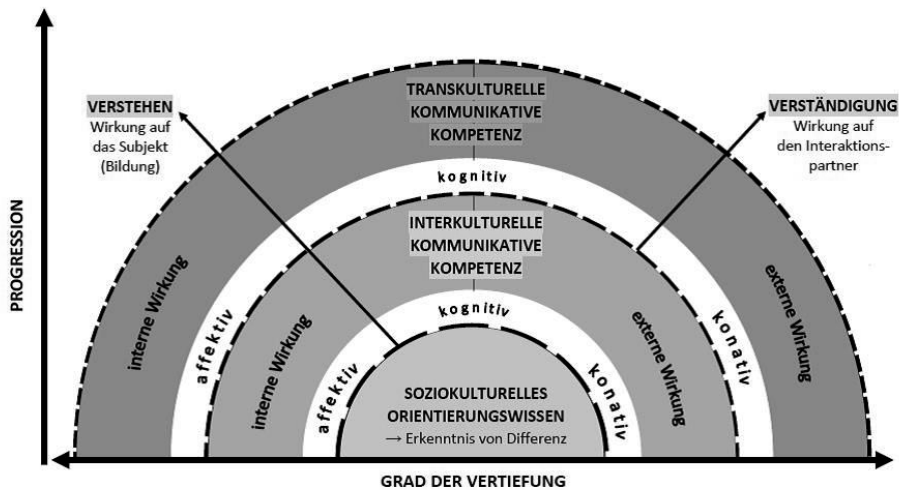 VERSTEHEN
Wirkung auf
das Subjekt
(Bildung)
TRANSKULTURELLE
KOMMUNIKATIVE
KOMPETENZ
VERSTÄNDIGUNG
Wirkung auf
den Interaktions-
partner
kognitiv
INTERKULTURELLE
KOMMUNIKATIVE
KOMPETENZ
kognitiv
interne Wirkung
affektiv
interne Wirkung
affektiv
SOZIOKULTURELLES
ORIENTIERUNGSWISSEN
→ Erkenntnis von Differenz
konativ
externe Wirkung
konativ
externe Wirkung
PROGRESSION
GRAD DER VERTIEFUNG